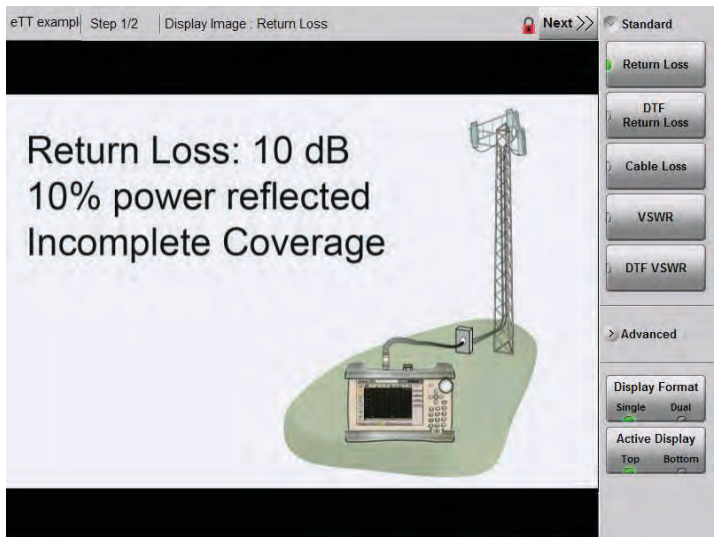 eTT exampl Step 1/2 Display Image : Return Loss Next >>
Return Loss: 10 dB
10% power reflected
Incomplete Coverage
Standard
Return Loss
DTF
Return Loss
Cable Loss
VSWR
DTF VSWR
> Advanced
Display Format
Single Dual
Active Display
Top Bottom